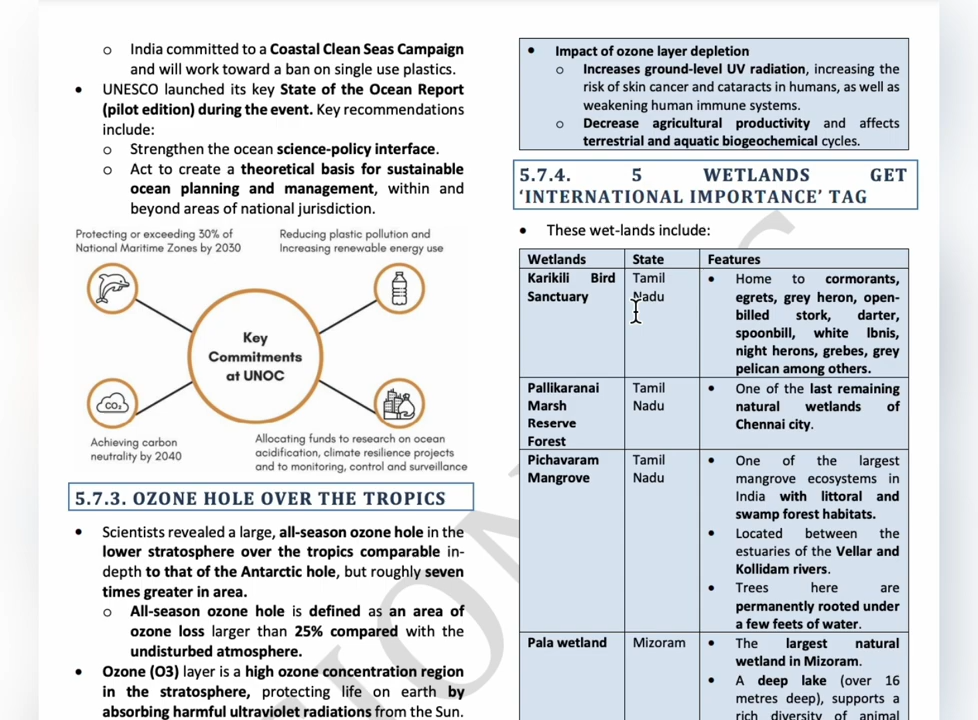 o India committed to a Coastal Clean Seas Campaign
and will work toward a ban on single use plastics.
• UNESCO launched its key State of the Ocean Report
(pilot edition) during the event. Key recommendations
include:
o Strengthen the ocean science-policy interface.
o Act to create a theoretical basis for sustainable
ocean planning and management, within and
beyond areas of national jurisdiction.
Protecting or exceeding 30% of
National Maritime Zones by 2030
Reducing plastic pollution and
Increasing renewable energy use
Key
Commitments
at UNOC
CO₂
Achieving carbon
neutrality by 2040
Allocating funds to research on ocean
acidification, climate resilience projects
and to monitoring, control and surveillance
5.7.3. OZONE HOLE OVER THE TROPICS
• Scientists revealed a large, all-season ozone hole in the
lower stratosphere over the tropics comparable in-
depth to that of the Antarctic hole, but roughly seven
times greater in area.
o All-season ozone hole is defined as an area of
ozone loss larger than 25% compared with the
undisturbed atmosphere.
• Ozone (O3) layer is a high ozone concentration region
in the stratosphere, protecting life on earth by
absorbing harmful ultraviolet radiations from the Sun.
• Impact of ozone layer depletion
o Increases ground-level UV radiation, increasing the
risk of skin cancer and cataracts in humans, as well as
weakening human immune systems.
o Decrease agricultural productivity and affects
terrestrial and aquatic biogeochemical cycles.
5.7.4. 5 WETLANDS GET
‘INTERNATIONAL IMPORTANCE’ TAG
• These wet-lands include:
Wetlands State Features
Karikili Bird Sanctuary
Tamil Nadu
• Home to cormorants,
egrets, grey heron, open-
billed stork, darter,
spoonbill, white Ibnis,
night herons, grebes, grey
pelican among others.
Pallikaranai
Marsh
Reserve
Forest
Tamil
Nadu
• One of the last remaining
natural wetlands of
Chennai city.
Pichavaram
Mangrove
Tamil
Nadu
• One of the largest
mangrove ecosystems in
India with littoral and
swamp forest habitats.
• Located between the
estuaries of the Vellar and
Kollidam rivers.
• Trees here are
permanently rooted under
a few feets of water.
Pala wetland
Mizoram
• The largest natural
wetland in Mizoram.
• A deep lake (over 16
metres deep), supports a
rich diversity of animal